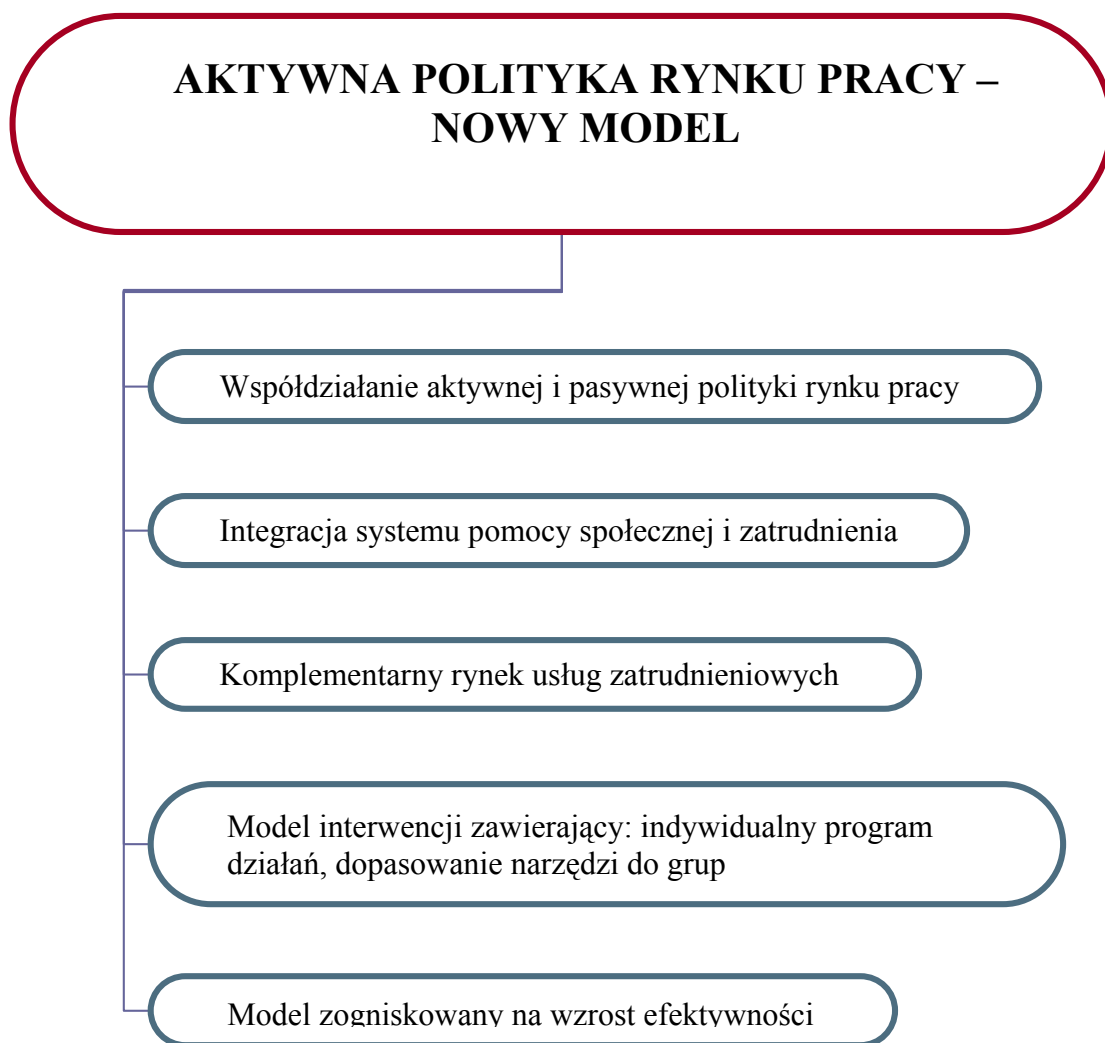 AKTYWNA POLITYKA RYNKU PRACY –
NOWY MODEL
Współdziałanie aktywnej i pasywnej polityki rynku pracy
Integracja systemu pomocy społecznej i zatrudnienia
Komplementarny rynek usług zatrudnieniowych
Model interwencji zawierający: indywidualny program
działań, dopasowanie narzędzi do grup
Model zogniskowany na wzrost efektywności